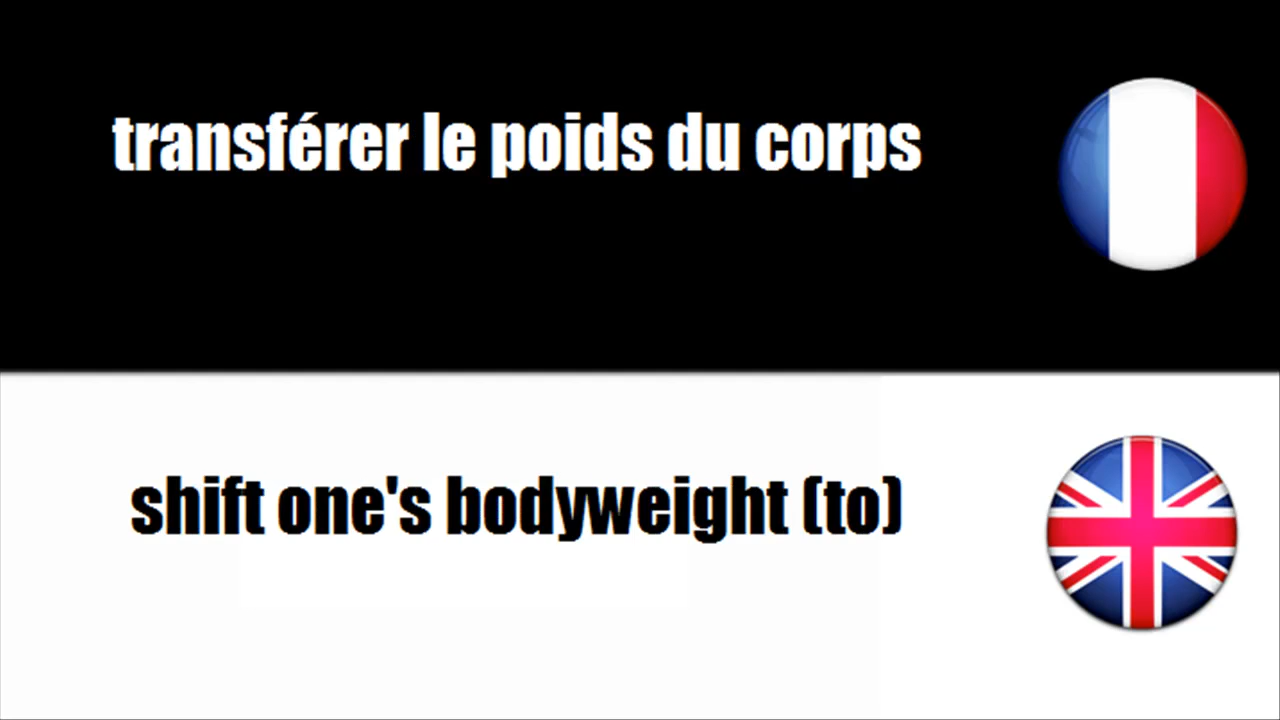 transférer le poids du corps
shift one's bodyweight (to)